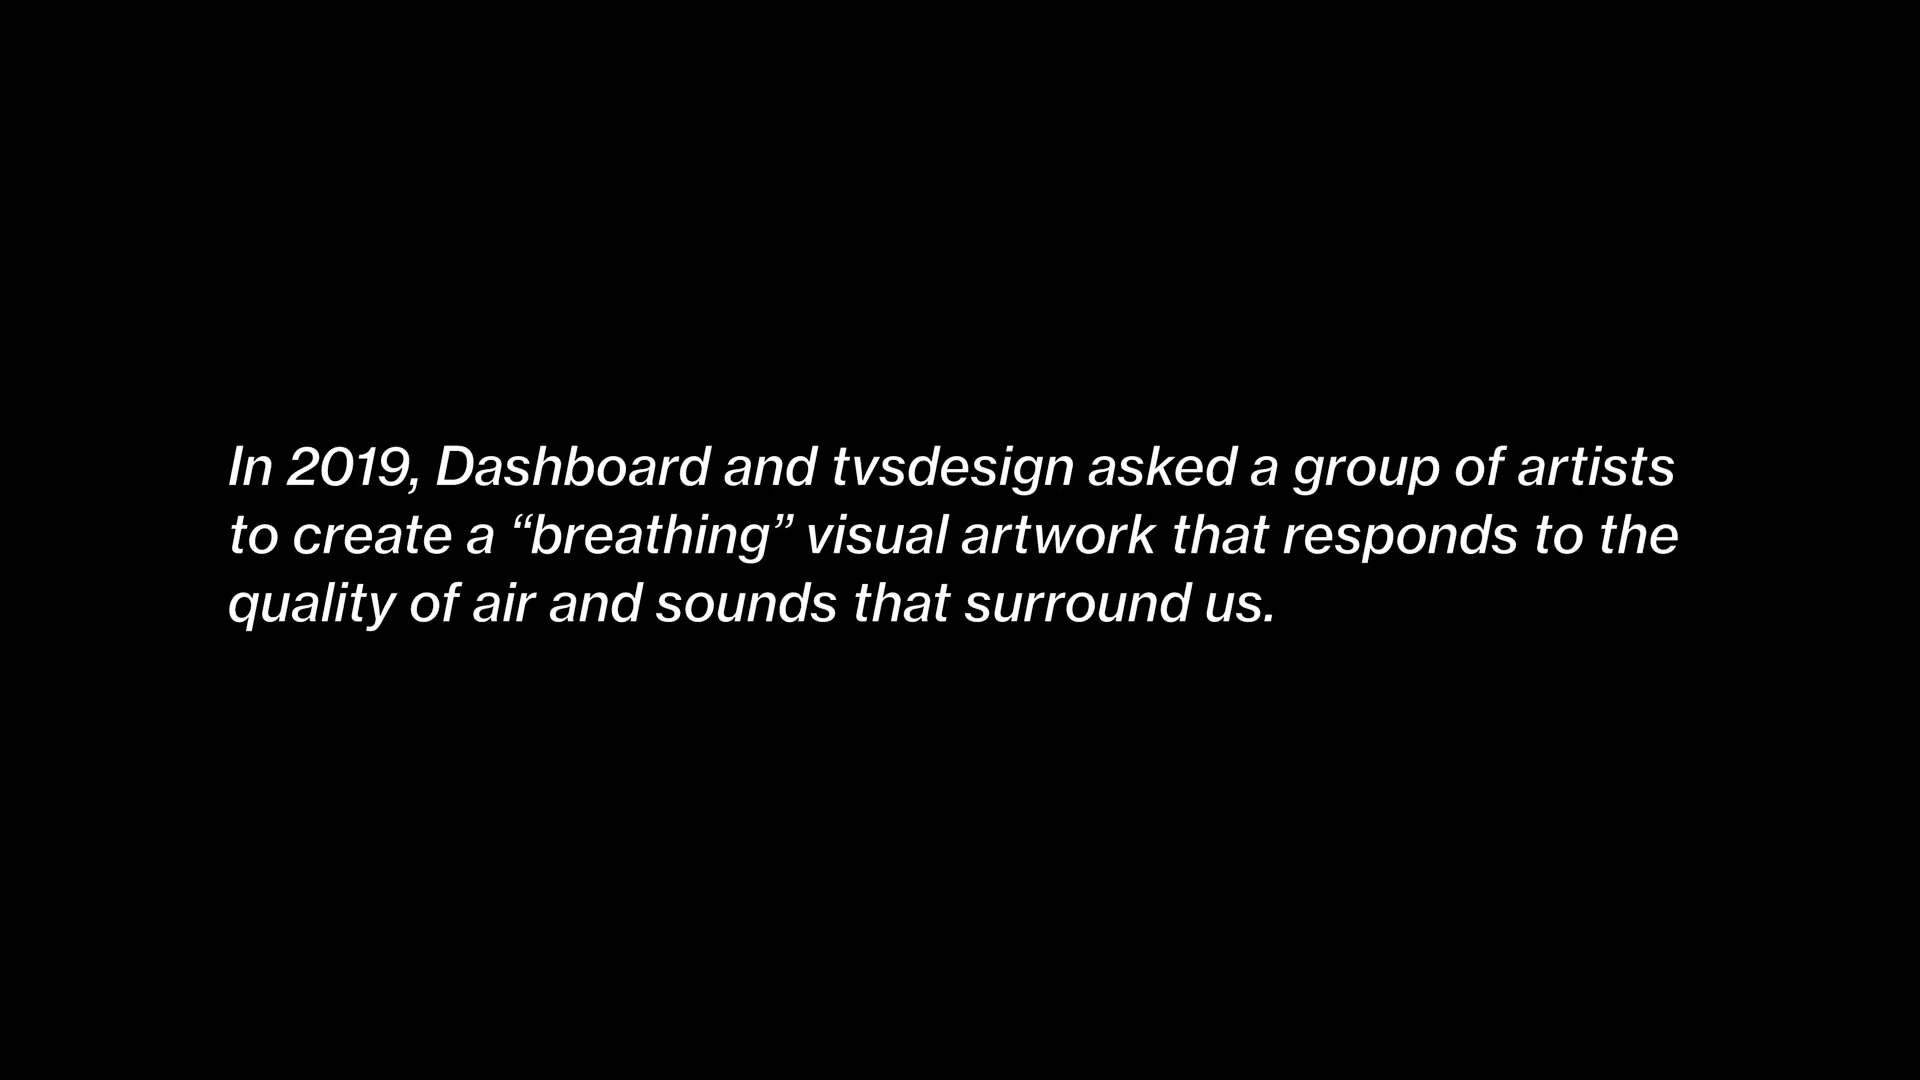 In 2019, Dashboard and tvsdesign asked a group of artists
to create a “breathing” visual artwork that responds to the
quality of air and sounds that surround us.